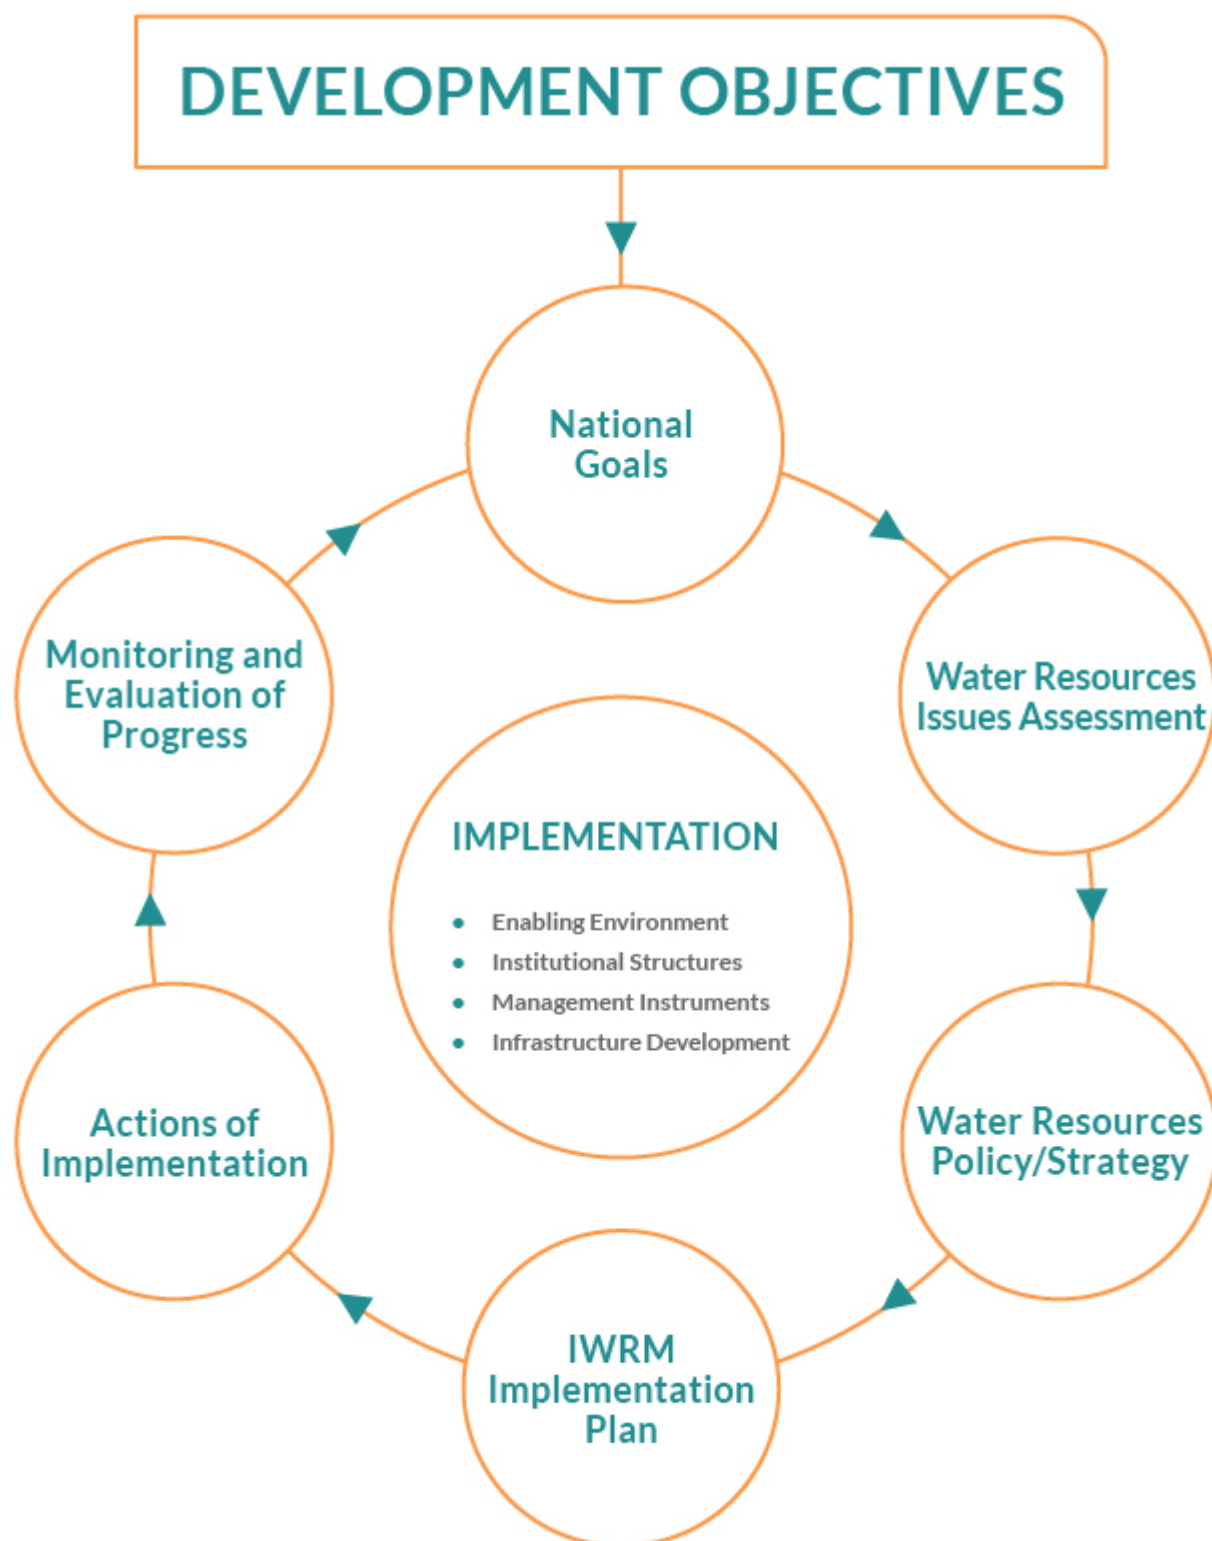 DEVELOPMENT OBJECTIVES
National
Goals
Water Resources
Issues Assessment
Water Resources
Policy/Strategy
IWRM
Implementation
Plan
Actions of
Implementation
Monitoring and
Evaluation of
Progress
IMPLEMENTATION
• Enabling Environment
• Institutional Structures
• Management Instruments
• Infrastructure Development